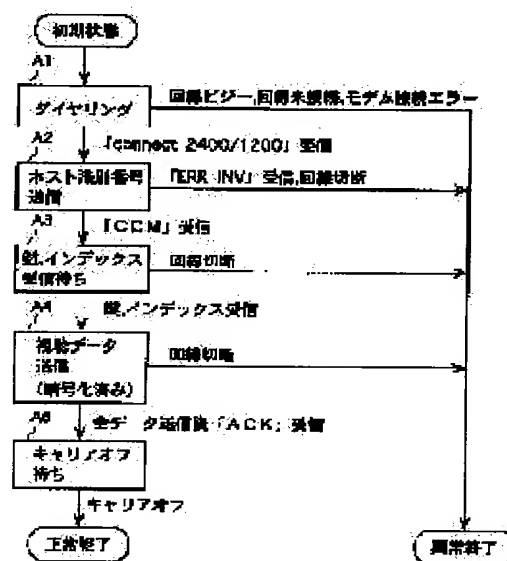 初期状態
A1
ダイヤリング
回線ビジー,回線未接続,モデム接続エラー
A2
「connect 2400/1200」受信
ホスト識別番号
送信
「ERR INV」受信,回線切断
A3
「CCM」受信
鍵,インデックス
受信待ち
回線切断
A4
鍵,インデックス受信
視聴データ
送信
(暗号化済み)
回線切断
A5
全データ送信後「ACK」受信
キャリアオフ
待ち
キャリアオフ
正常終了
異常終了